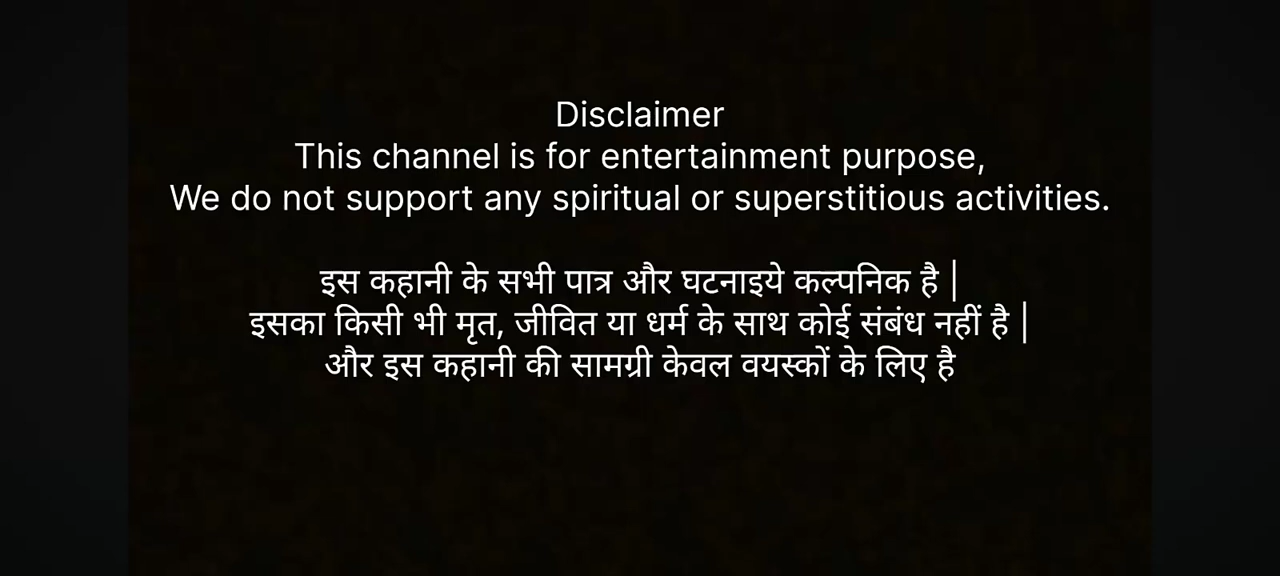 Disclaimer
This channel is for entertainment purpose,
We do not support any spiritual or superstitious activities.
इस कहानी के सभी पात्र और घटनाइये कल्पनिक है |
इसका किसी भी मृत, जीवित या धर्म के साथ कोई संबंध नहीं है |
और इस कहानी की सामग्री केवल वयस्कों के लिए है